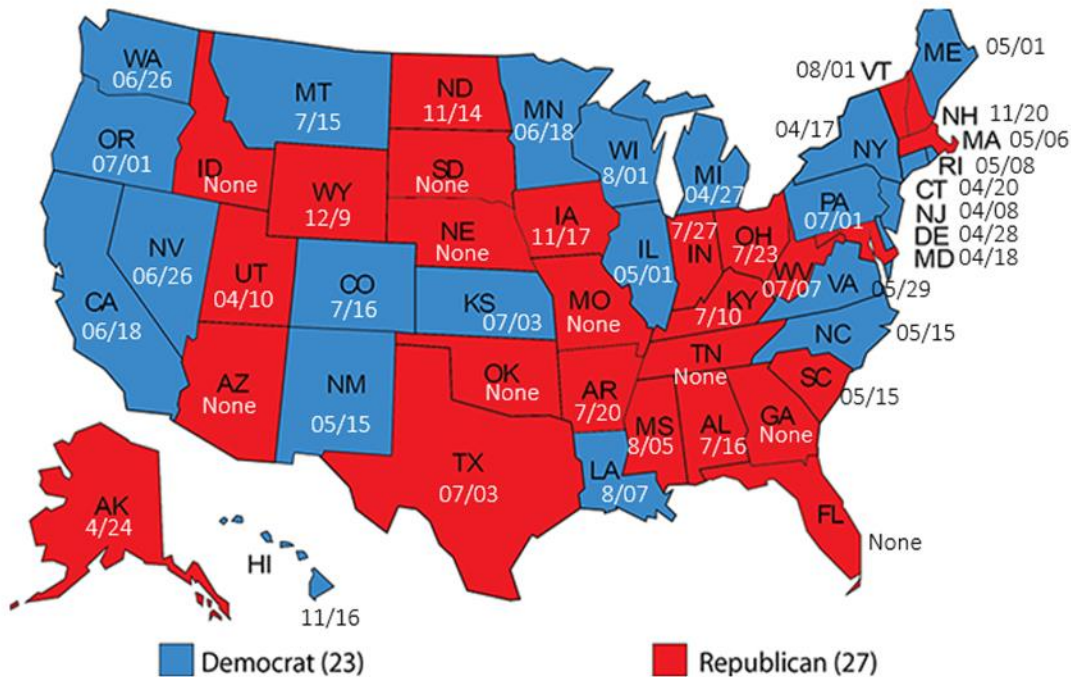 WA
06/26
OR
07/01
CA
06/18
NV
06/26
ID
None
MT
7/15
WY
12/9
UT
04/10
AZ
None
CO
7/16
NM
05/15
ND
11/14
SD
None
NE
None
KS
07/03
OK
None
TX
07/03
MN
06/18
IA
11/17
MO
None
AR
7/20
LA
8/07
WI
8/01
IL
05/01
MI
04/27
7/27
IN
OH
7/23
KY
7/10
WV
07/07
TN
None
MS
8/05
AL
7/16
GA
None
FL
None
SC
05/15
NC
05/15
VA
05/29
PA
07/01
04/17
NY
08/01 VT
ME 05/01
NH 11/20
MA 05/06
RI 05/08
CT 04/20
NJ 04/08
DE 04/28
MD 04/18
AK
4/24
HI
11/16
Democrat (23)
Republican (27)